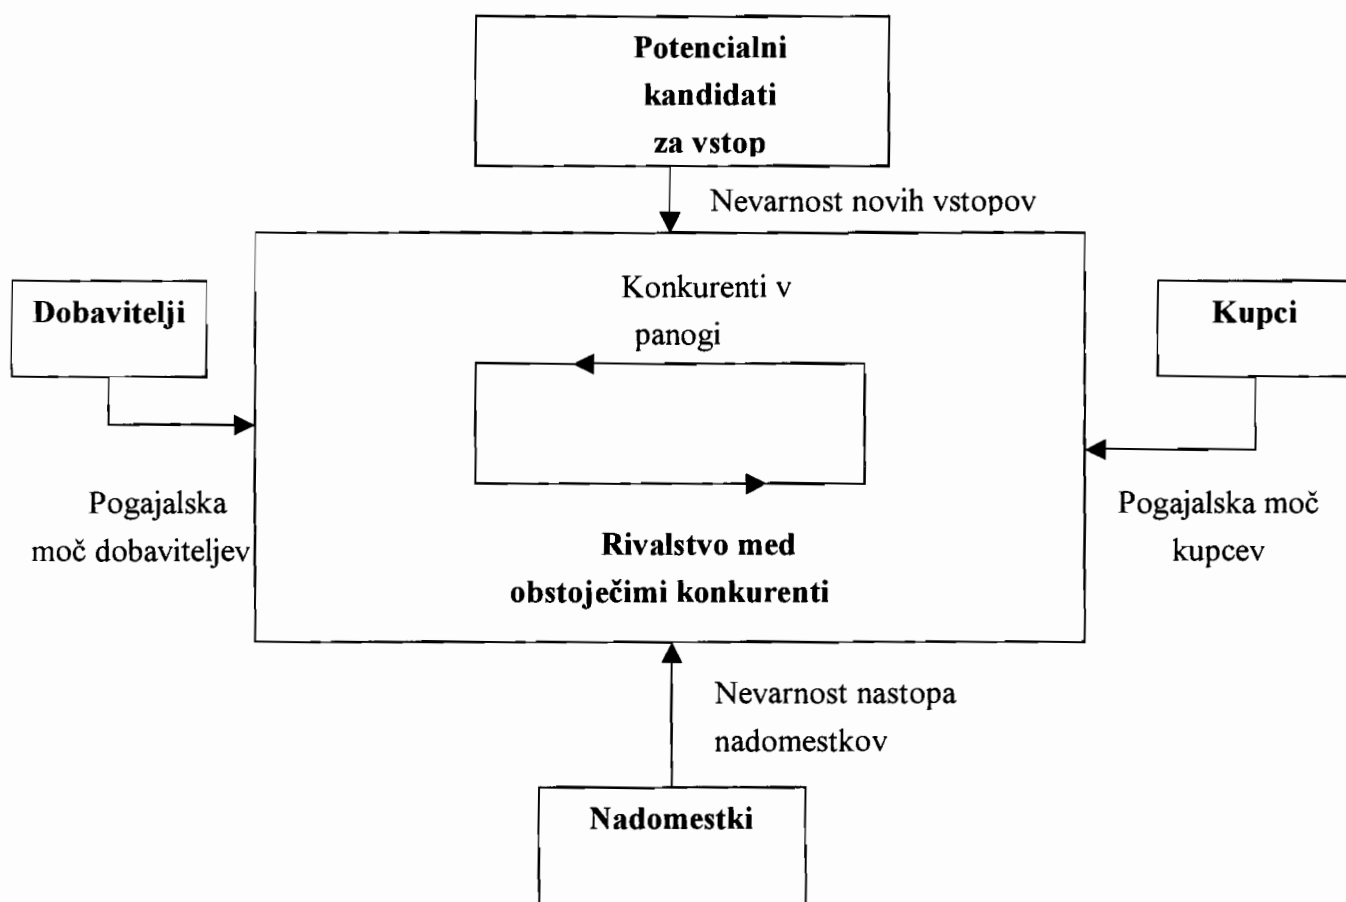 Potencialni
kandidati
za vstop
Nevarnost novih vstopov
Dobavitelji
Konkurenti v
panogi
Kupci
Pogajalska
moč dobaviteljev
Pogajalska moč
kupcev
Rivalstvo med
obstoječimi konkurenti
Nevarnost nastopa
nadomestkov
Nadomestki